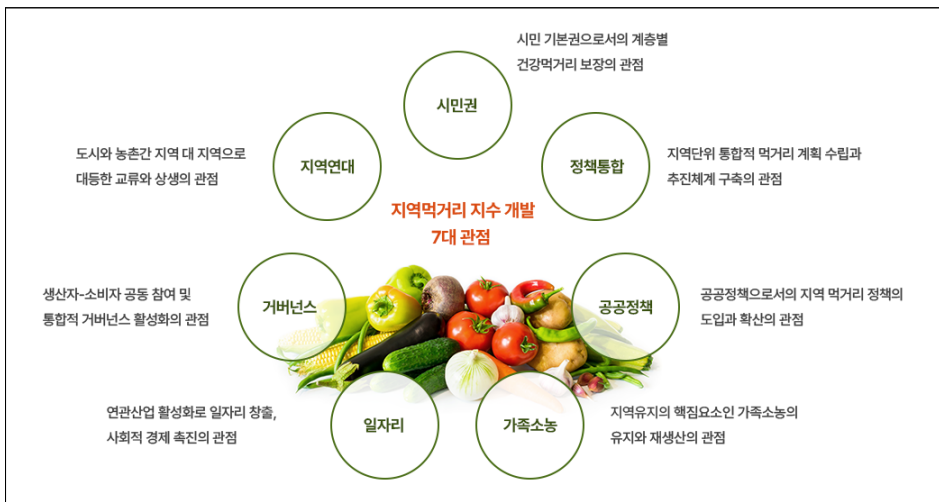 시민 기본권으로서의 계층별
건강먹거리 보장의 관점
시민권
도시와 농촌간 지역 대 지역으로
대등한 교류와 상생의 관점
지역연대
정책통합
지역단위 통합적 먹거리 계획 수립과
추진체계 구축의 관점
지역먹거리 지수 개발
7대 관점
생산자-소비자 공동 참여 및
통합적 거버넌스 활성화의 관점
거버넌스
공공정책
공공정책으로서의 지역 먹거리 정책의
도입과 확산의 관점
연관산업 활성화로 일자리 창출,
사회적 경제 촉진의 관점
일자리
가족소농
지역유지의 핵짐요소인 가족소농의
유지와 재생산의 관점